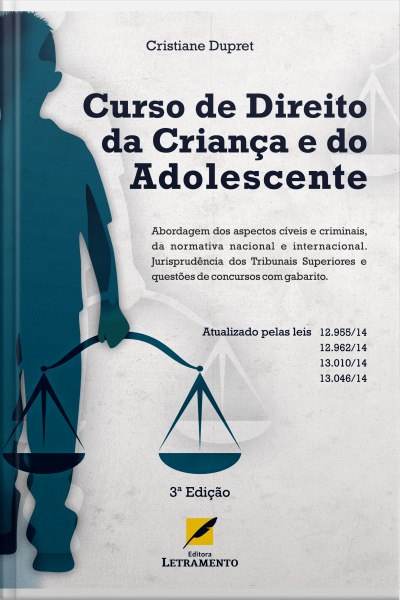 Cristiane Dupret
Curso de Direito
da Criança e do
Adolescente
Abordagem dos aspectos cíveis e criminais,
da normativa nacional e internacional.
Jurisprudência dos Tribunais Superiores e
questões de concursos com gabarito.
Atualizado pelas leis 12.955/14
12.962/14
13.010/14
13.046/14
3ª Edição
Editora
LETRAMENTO